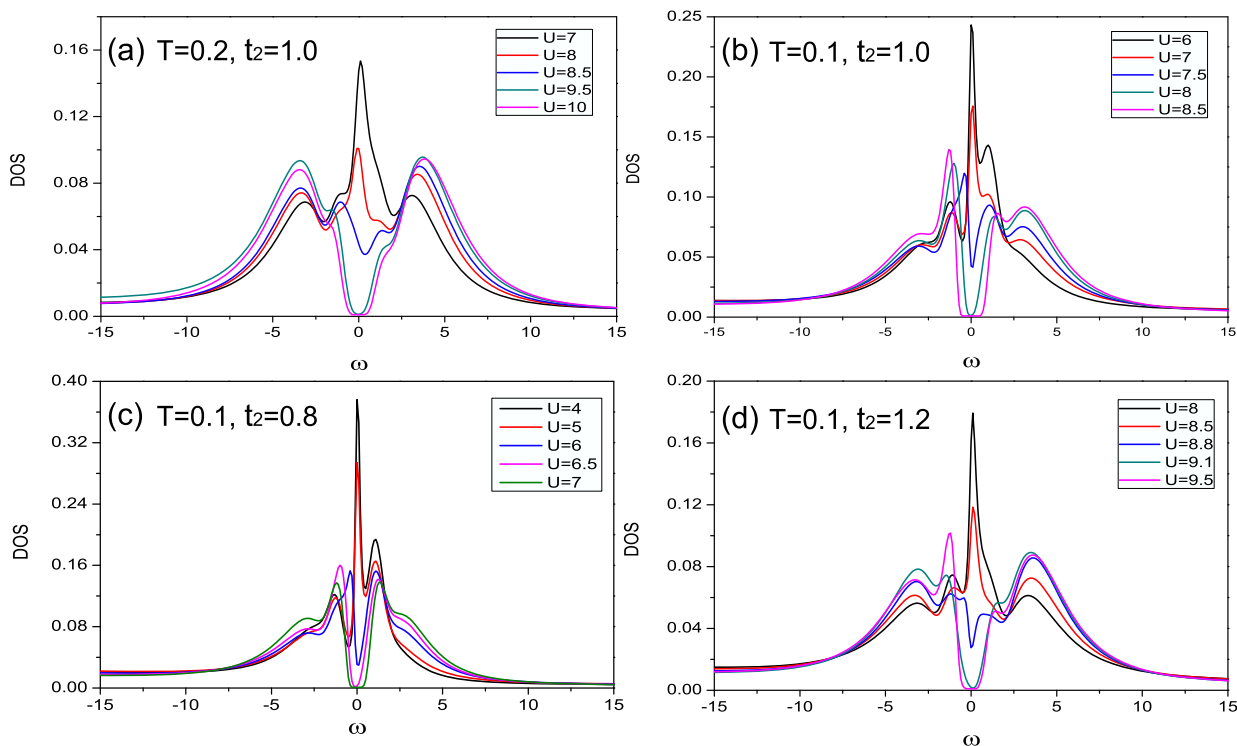 (a) T=0.2, t2=1.0
U=7
U=8
U=8.5
U=9.5
U=10
DOS
0.16
0.12
0.08
0.04
0.00
-15 -10 -5 0 5 10 15
ω
(b) T=0.1, t2=1.0
U=6
U=7
U=7.5
U=8
U=8.5
DOS
0.25
0.20
0.15
0.10
0.05
0.00
-15 -10 -5 0 5 10 15
ω
(c) T=0.1, t2=0.8
U=4
U=5
U=6
U=6.5
U=7
DOS
0.40
0.32
0.24
0.16
0.08
0.00
-15 -10 -5 0 5 10 15
ω
(d) T=0.1, t2=1.2
U=8
U=8.5
U=8.8
U=9.1
U=9.5
DOS
0.20
0.16
0.12
0.08
0.04
0.00
-15 -10 -5 0 5 10 15
ω